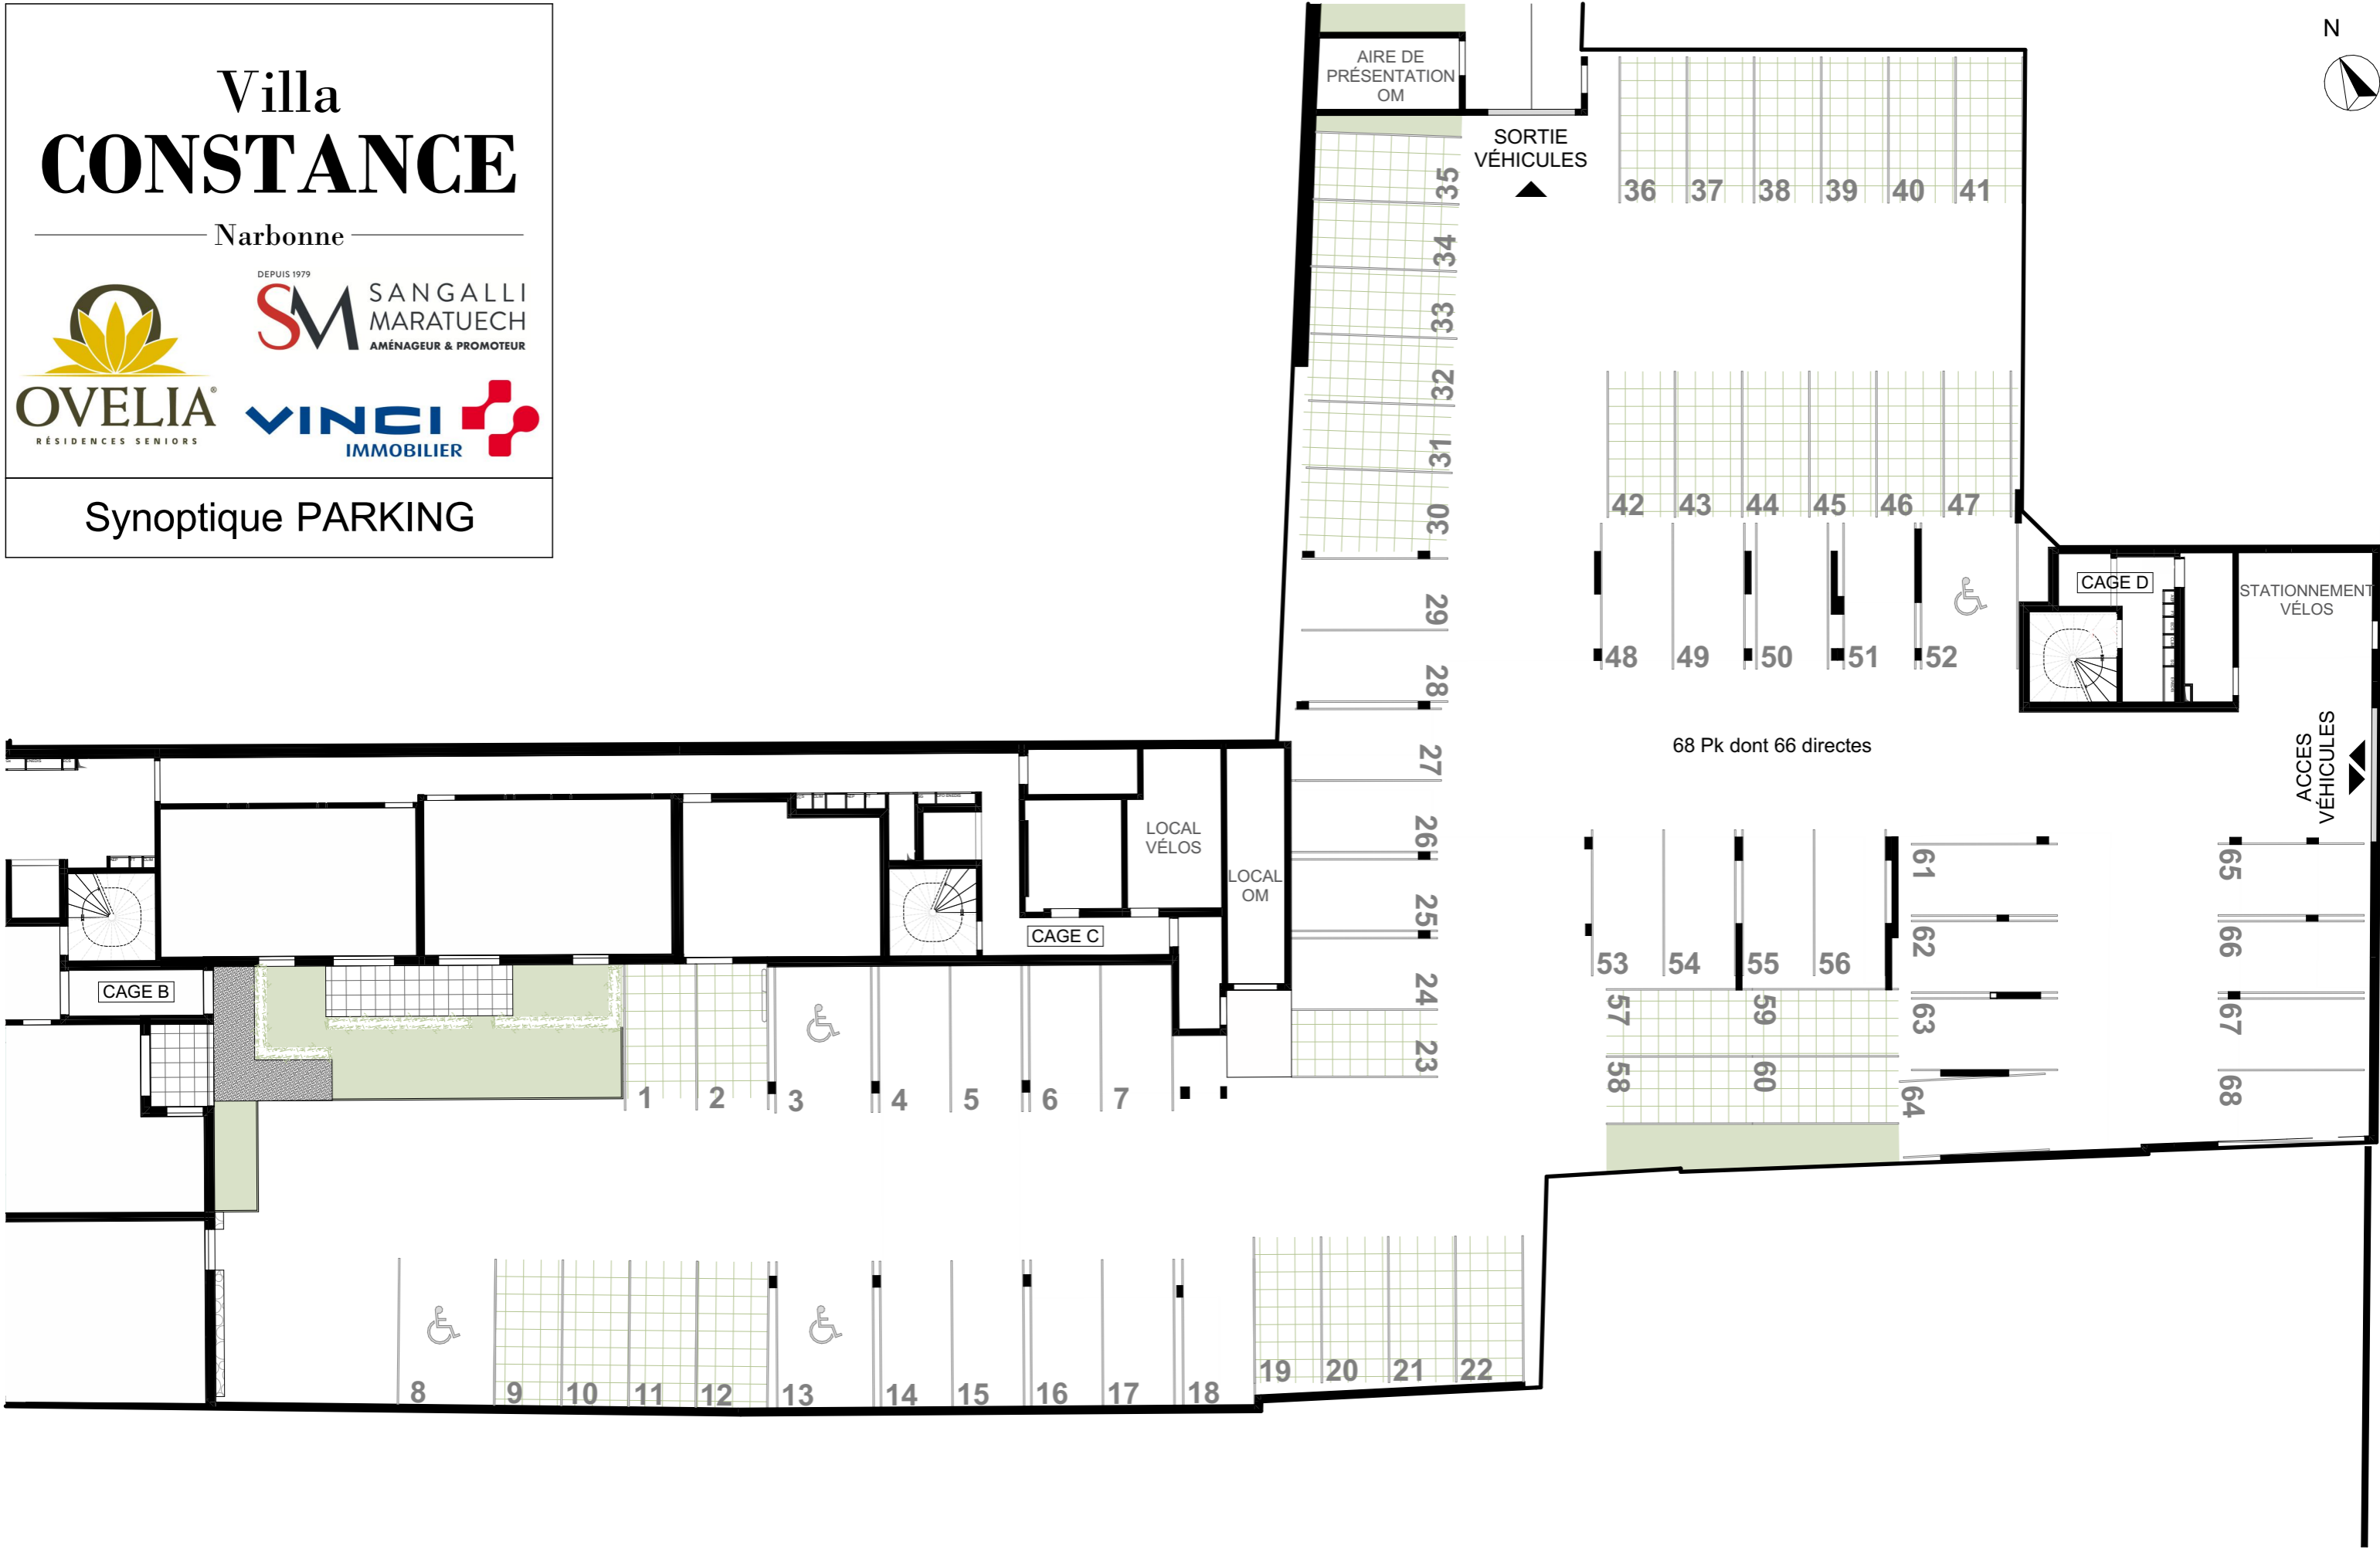 Villa
CONSTANCE
Narbonne
OVELIA®
RÉSIDENCES SENIORS
DEPUIS 1979
SM
SANGALLI
MARATUECH
AMÉNAGEUR & PROMOTEUR
VINCI
IMMOBILIER
Synoptique PARKING
N
AIRE DE
PRÉSENTATION
OM
SORTIE
VÉHICULES
36 37 38 39 40 41
35
34
33
32
31
30
29
28
27
26
25
24
23
42 43 44 45 46 47
48 49 50 51 52
CAGE D
STATIONNEMENT
VÉLOS
68 Pk dont 66 directes
ACCES
VÉHICULES
LOCAL
VÉLOS
LOCAL
OM
CAGE C
CAGE B
53 54 55 56
57 59
58 60
61
62
63
64
65
66
67
68
1 2 3 4 5 6 7
8 9 10 11 12 13 14 15 16 17 18
19 20 21 22